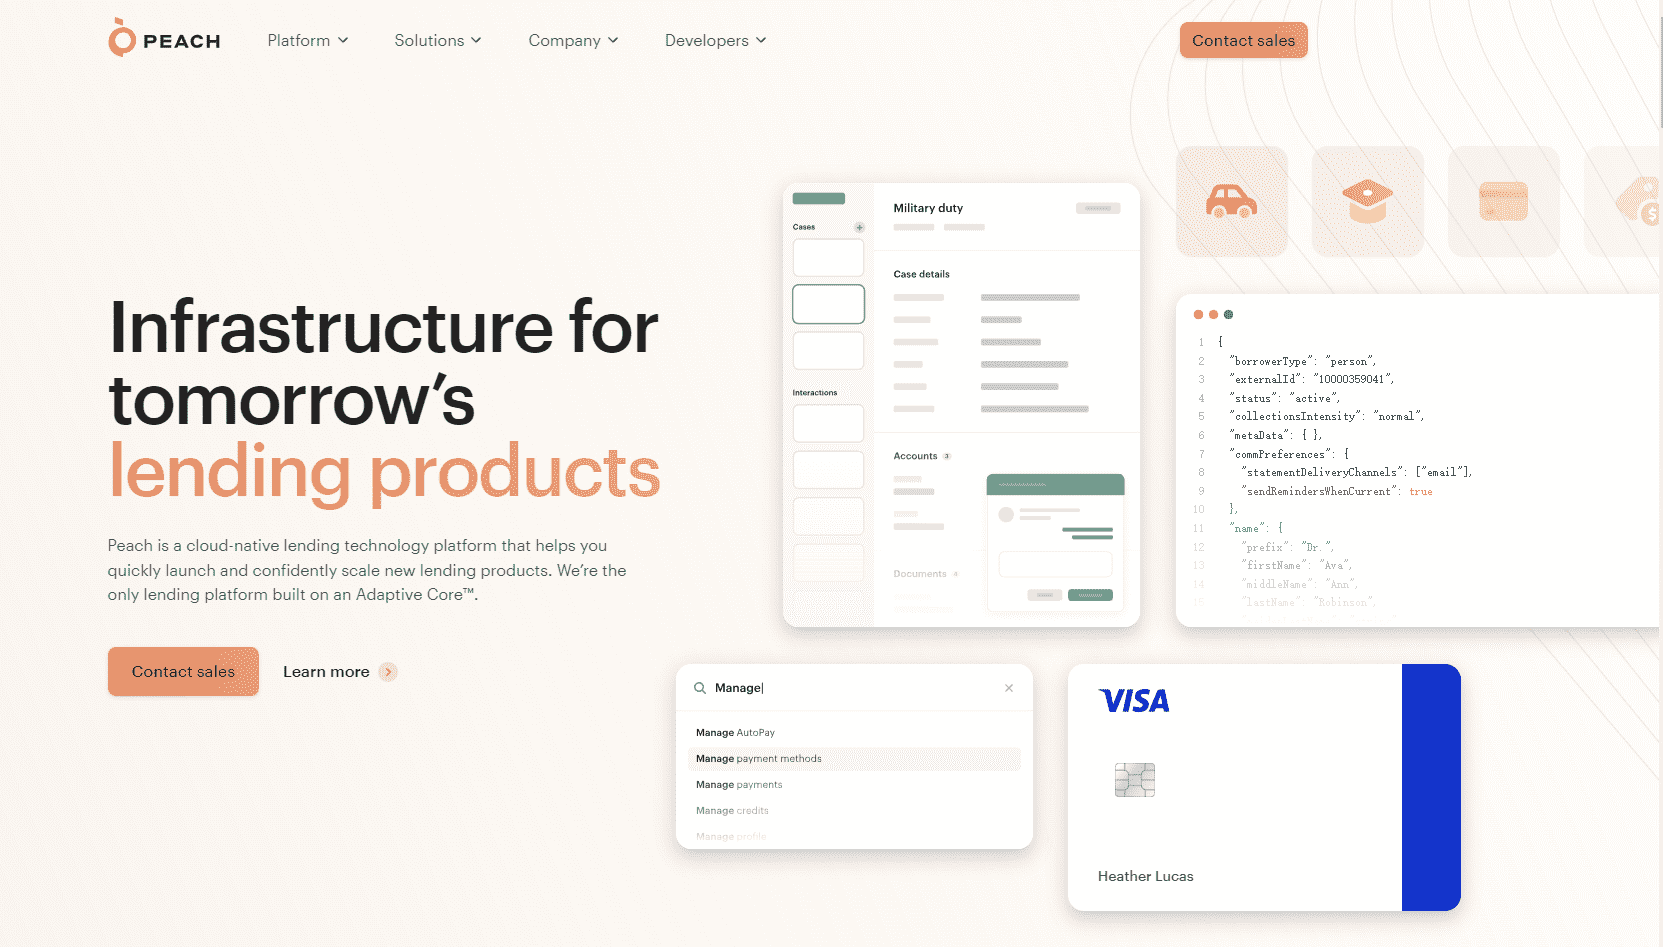 PEACH
Platform
Solutions
Company
Developers
Contact sales
Infrastructure for
tomorrow’s
lending products
Peach is a cloud-native lending technology platform that helps you
quickly launch and confidently scale new lending products. We’re the
only lending platform built on an Adaptive Core™.
Contact sales
Learn more
Cases
Interactions
Military duty
Case details
Accounts 3
Documents
1 {
2 "borrowerType": "person",
3 "externalId": "10000359041",
4 "status": "active",
5 "collectionsIntensity": "normal",
6 "metaData": { },
7 "commPreferences": {
8 "statementDeliveryChannels": ["email"],
9 "sendRemindersWhenCurrent": true
10 },
11 "name": {
12 "prefix": "Dr.",
13 "firstName": "Ava",
14 "middleName": "Ann",
15 "lastName": "Robinson",
Manage
Manage AutoPay
Manage payment methods
Manage payments
Manage credits
Manage profile
VISA
Heather Lucas